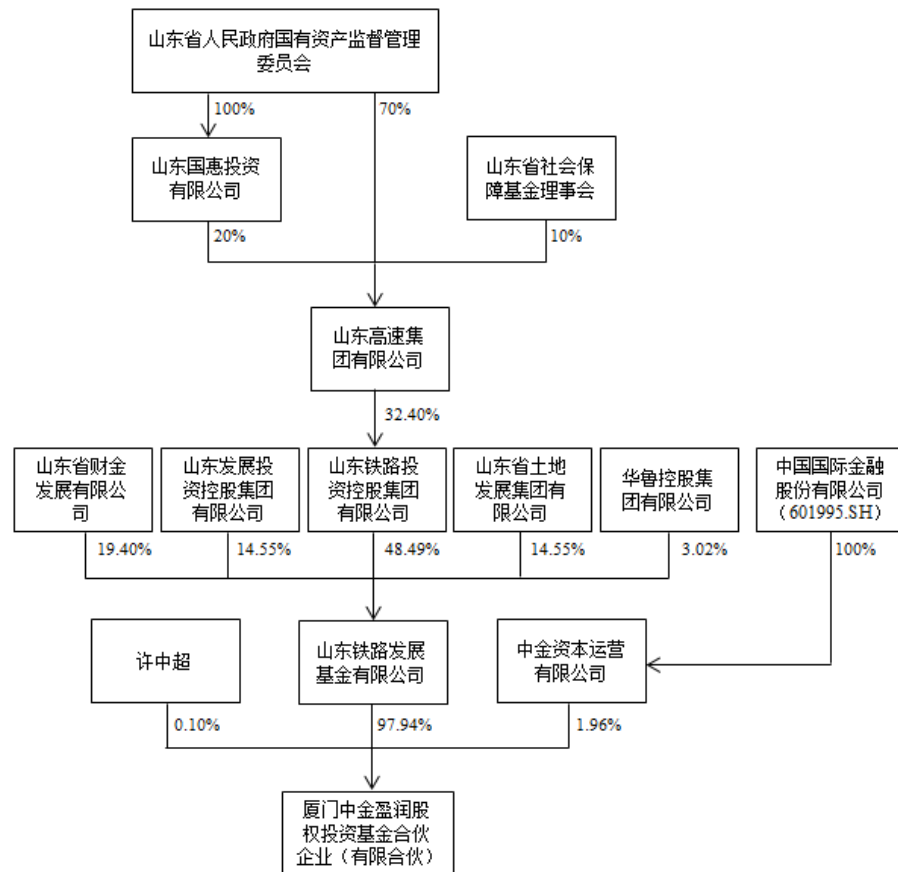 山东省人民政府国有资产监督管理
委员会
100%
70%
山东国惠投资
有限公司
山东省社会保
障基金理事会
20%
10%
山东高速集
团有限公司
32.40%
山东省财金
发展有限公
司
山东发展投
资控股集团
有限公司
山东铁路投
资控股集团
有限公司
山东省土地
发展集团有
限公司
华鲁控股集
团有限公司
中国国际金融
股份有限公司
（601995.SH）
19.40%
14.55%
48.49%
14.55%
3.02%
100%
许中超
山东铁路发展
基金有限公司
中金资本运营
有限公司
0.10%
97.94%
1.96%
厦门中金盈润股
权投资基金合伙
企业（有限合伙）